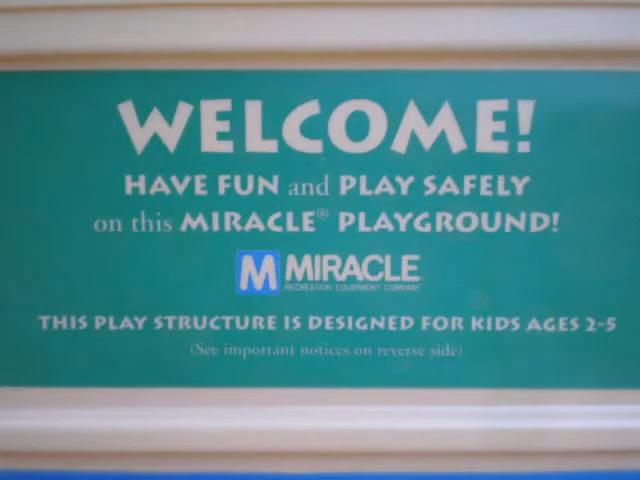 WELCOME!
HAVE FUN and PLAY SAFELY
on this MIRACLE® PLAYGROUND!
M MIRACLE
RECREATION EQUIPMENT COMPANY
THIS PLAY STRUCTURE IS DESIGNED FOR KIDS AGES 2-5
(See important notices on reverse side)